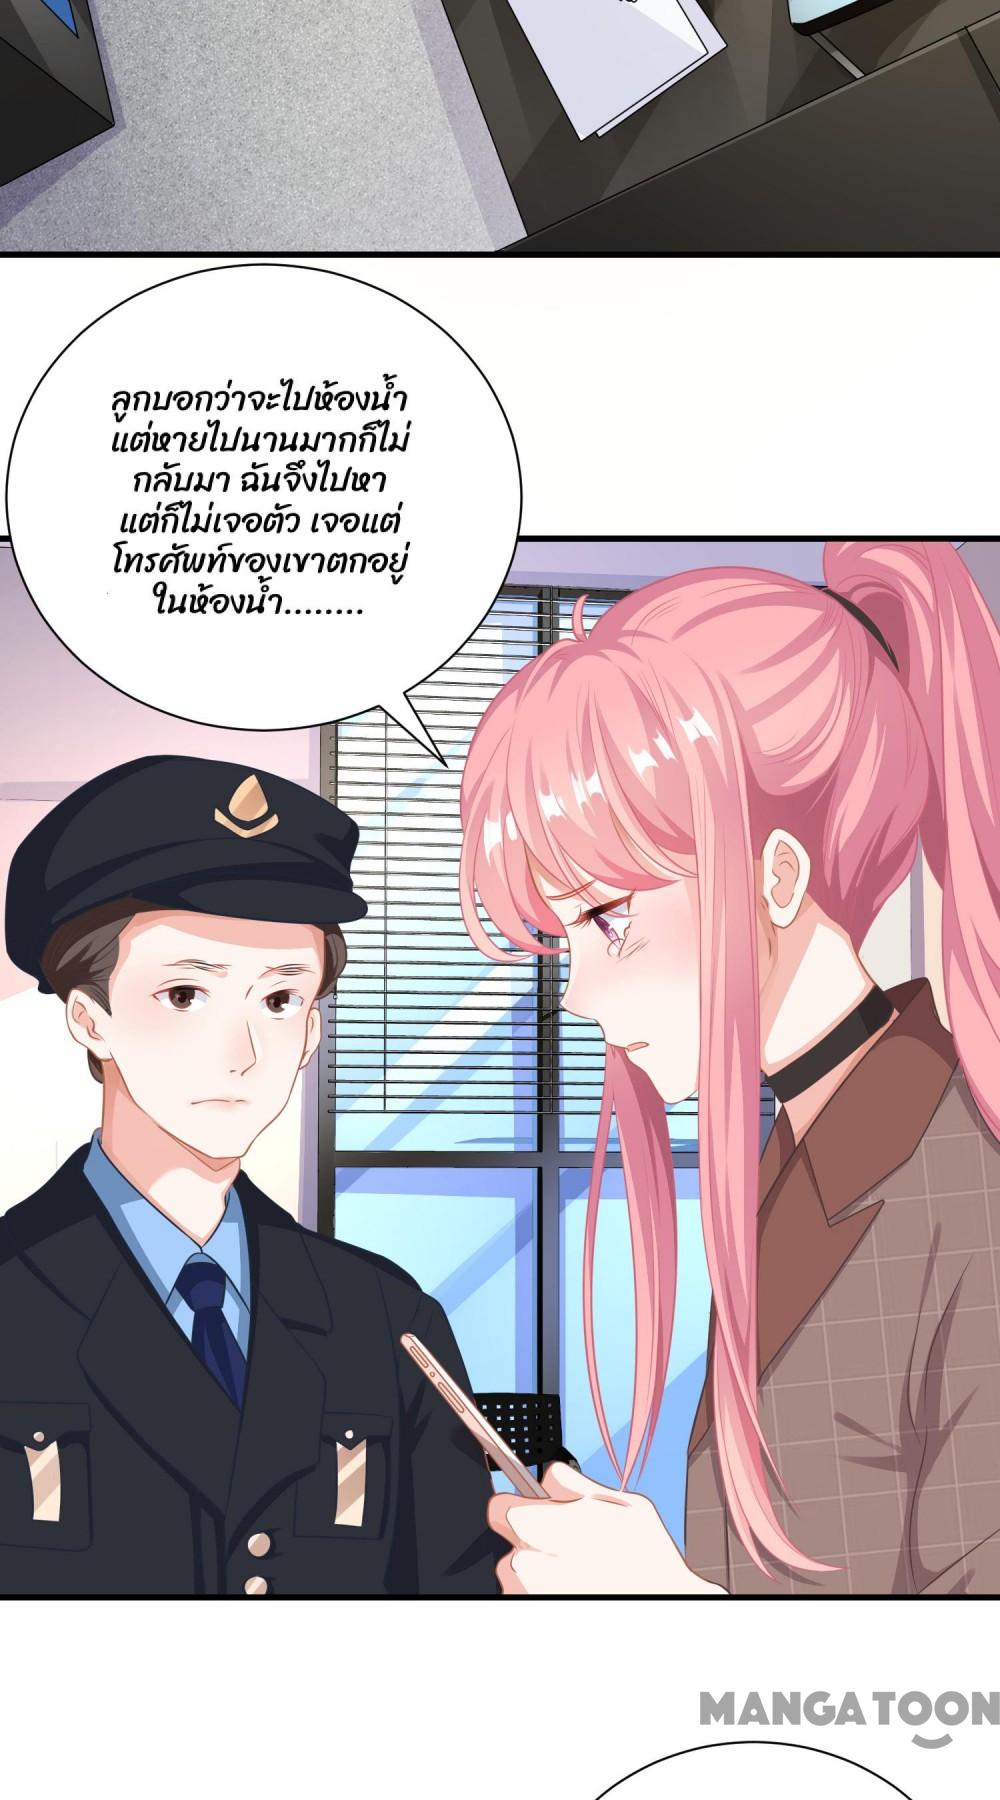 ลูกบอกว่าจะไปห้องน้ำ
แต่หายไปนานมากก็ไม่
กลับมา ฉันจึงไปหา
แต่ก็ไม่เจอตัว เจอแต่
โทรศัพท์ของเขาตกอยู่
ในห้องน้ำ........
MANGATOON